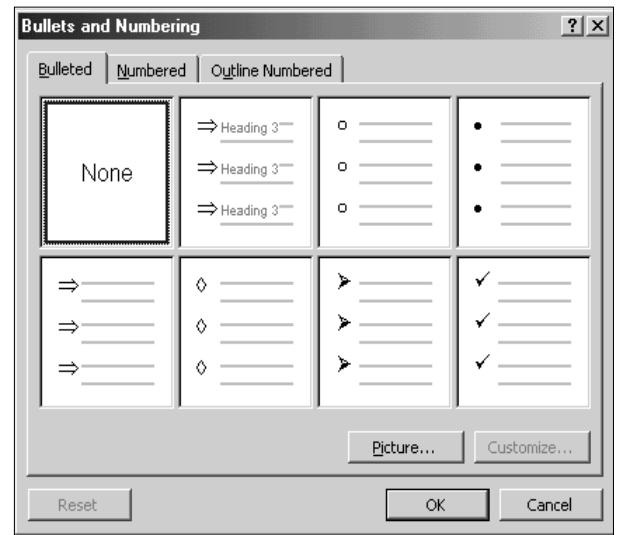 Bullets and Numbering
Bulleted Numbered Outline Numbered
None
Heading 3
Heading 3
Heading 3
Picture... Customize...
Reset OK Cancel